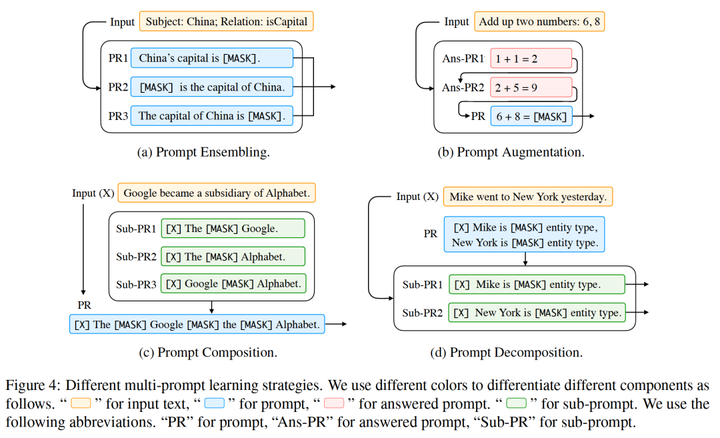 Input Subject: China; Relation: isCapital
PR1 China's capital is [MASK].
PR2 [MASK] is the capital of China.
PR3 The capital of China is [MASK].
(a) Prompt Ensembling.
Input Add up two numbers: 6, 8
Ans-PR1 1 + 1 = 2
Ans-PR2 2 + 5 = 9
PR 6 + 8 = [MASK]
(b) Prompt Augmentation.
Input (X) Google became a subsidiary of Alphabet.
Sub-PR1 [X] The [MASK] Google.
Sub-PR2 [X] The [MASK] Alphabet.
Sub-PR3 [X] Google [MASK] Alphabet.
PR
[X] The [MASK] Google [MASK] the [MASK] Alphabet.
(c) Prompt Composition.
Input (X) Mike went to New York yesterday.
PR [X] Mike is [MASK] entity type,
New York is [MASK] entity type.
Sub-PR1 [X] Mike is [MASK] entity type.
Sub-PR2 [X] New York is [MASK] entity type.
(d) Prompt Decomposition.
Figure 4: Different multi-prompt learning strategies. We use different colors to differentiate different components as
follows. “ ” for input text, “ ” for prompt, “ ” for answered prompt. “ ” for sub-prompt. We use the
following abbreviations. “PR” for prompt, “Ans-PR” for answered prompt, “Sub-PR” for sub-prompt.